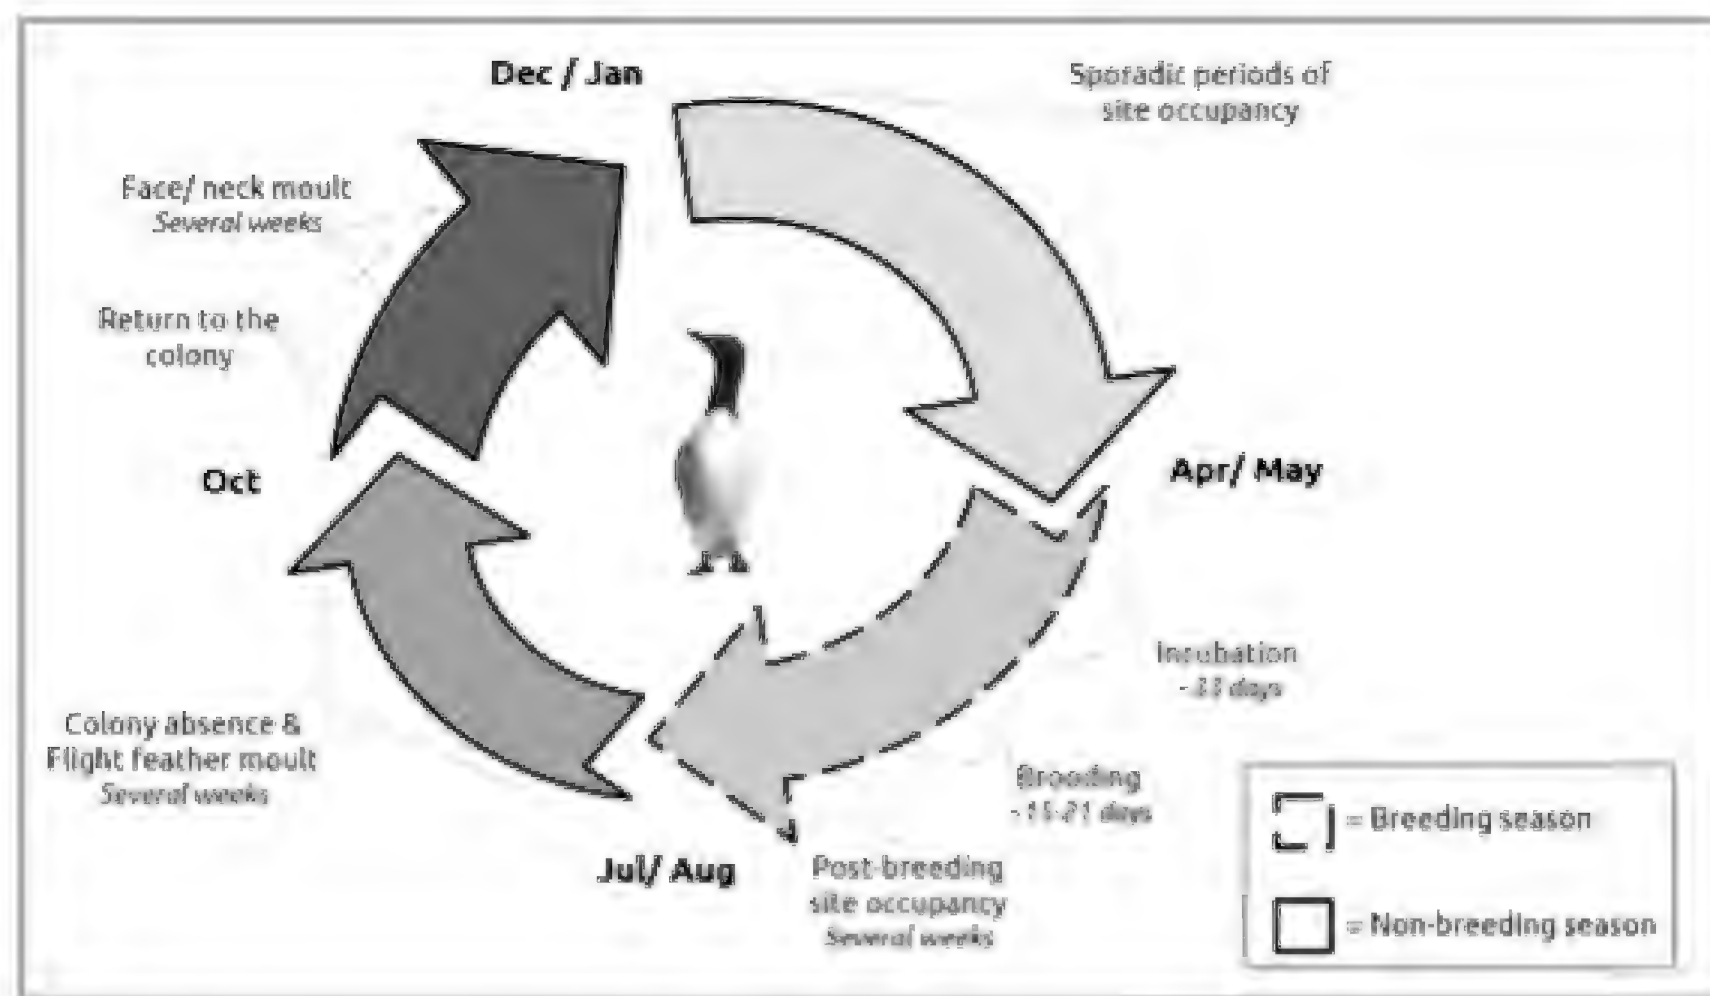 Dec / Jan
Sporadic periods of
site occupancy
Face/ neck moult
Several weeks
Return to the
colony
Oct
Apr/ May
Incubation
days
Colony absence &
Flight feather moult
Several weeks
Brooding
days
Jul/ Aug
Post-breeding
site occupancy
Several weeks
= Breeding season
= Non-breeding season